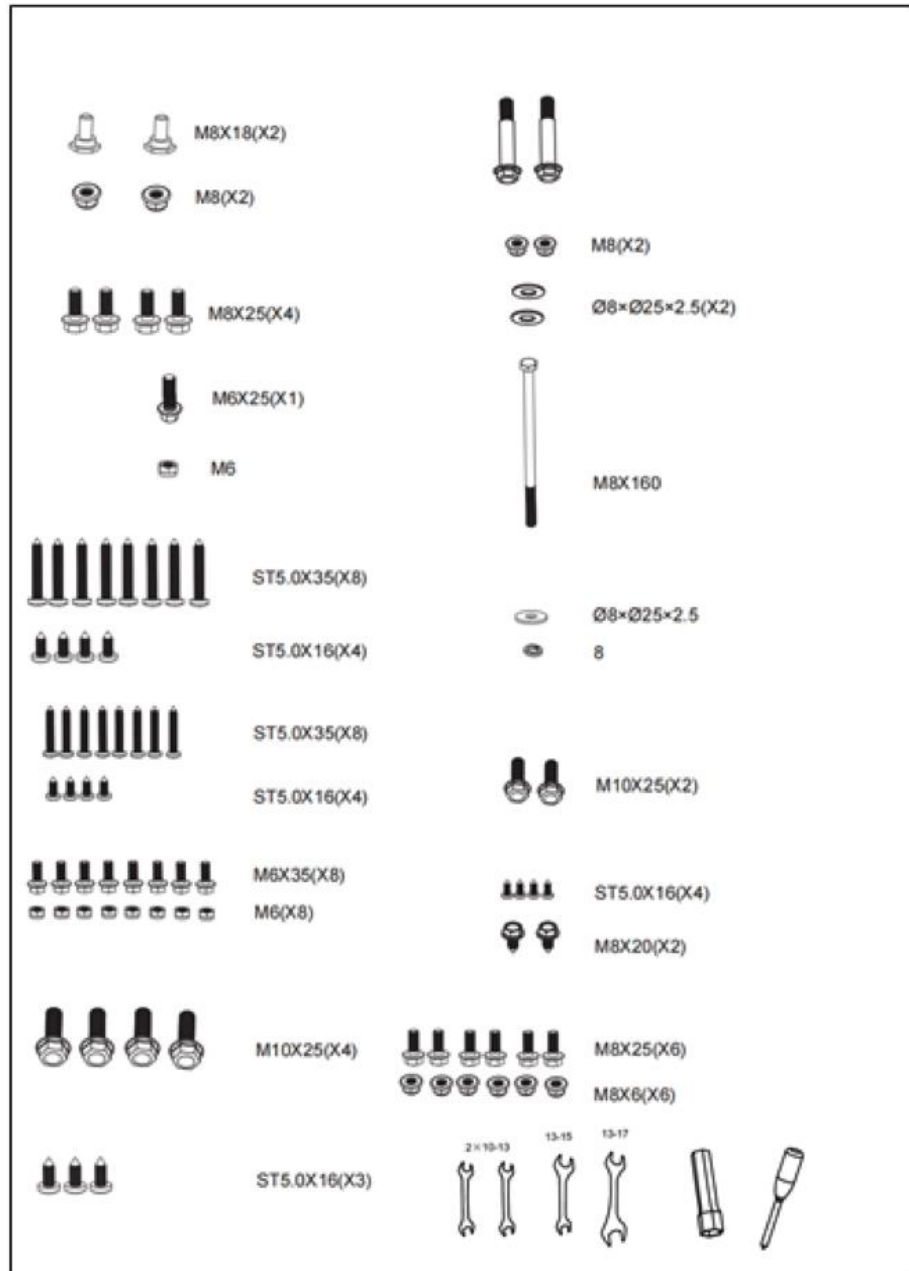 M8X18(X2)
M8(X2)
M8X25(X4)
M6X25(X1)
M6
ST5.0X35(X8)
ST5.0X16(X4)
ST5.0X35(X8)
ST5.0X16(X4)
M6X35(X8)
M6(X8)
M10X25(X4)
ST5.0X16(X3)
M8(X2)
Ø8×Ø25×2.5(X2)
M8X160
Ø8×Ø25×2.5
8
M10X25(X2)
ST5.0X16(X4)
M8X20(X2)
M8X25(X6)
M8X6(X6)
2×10-13
13-15
13-17